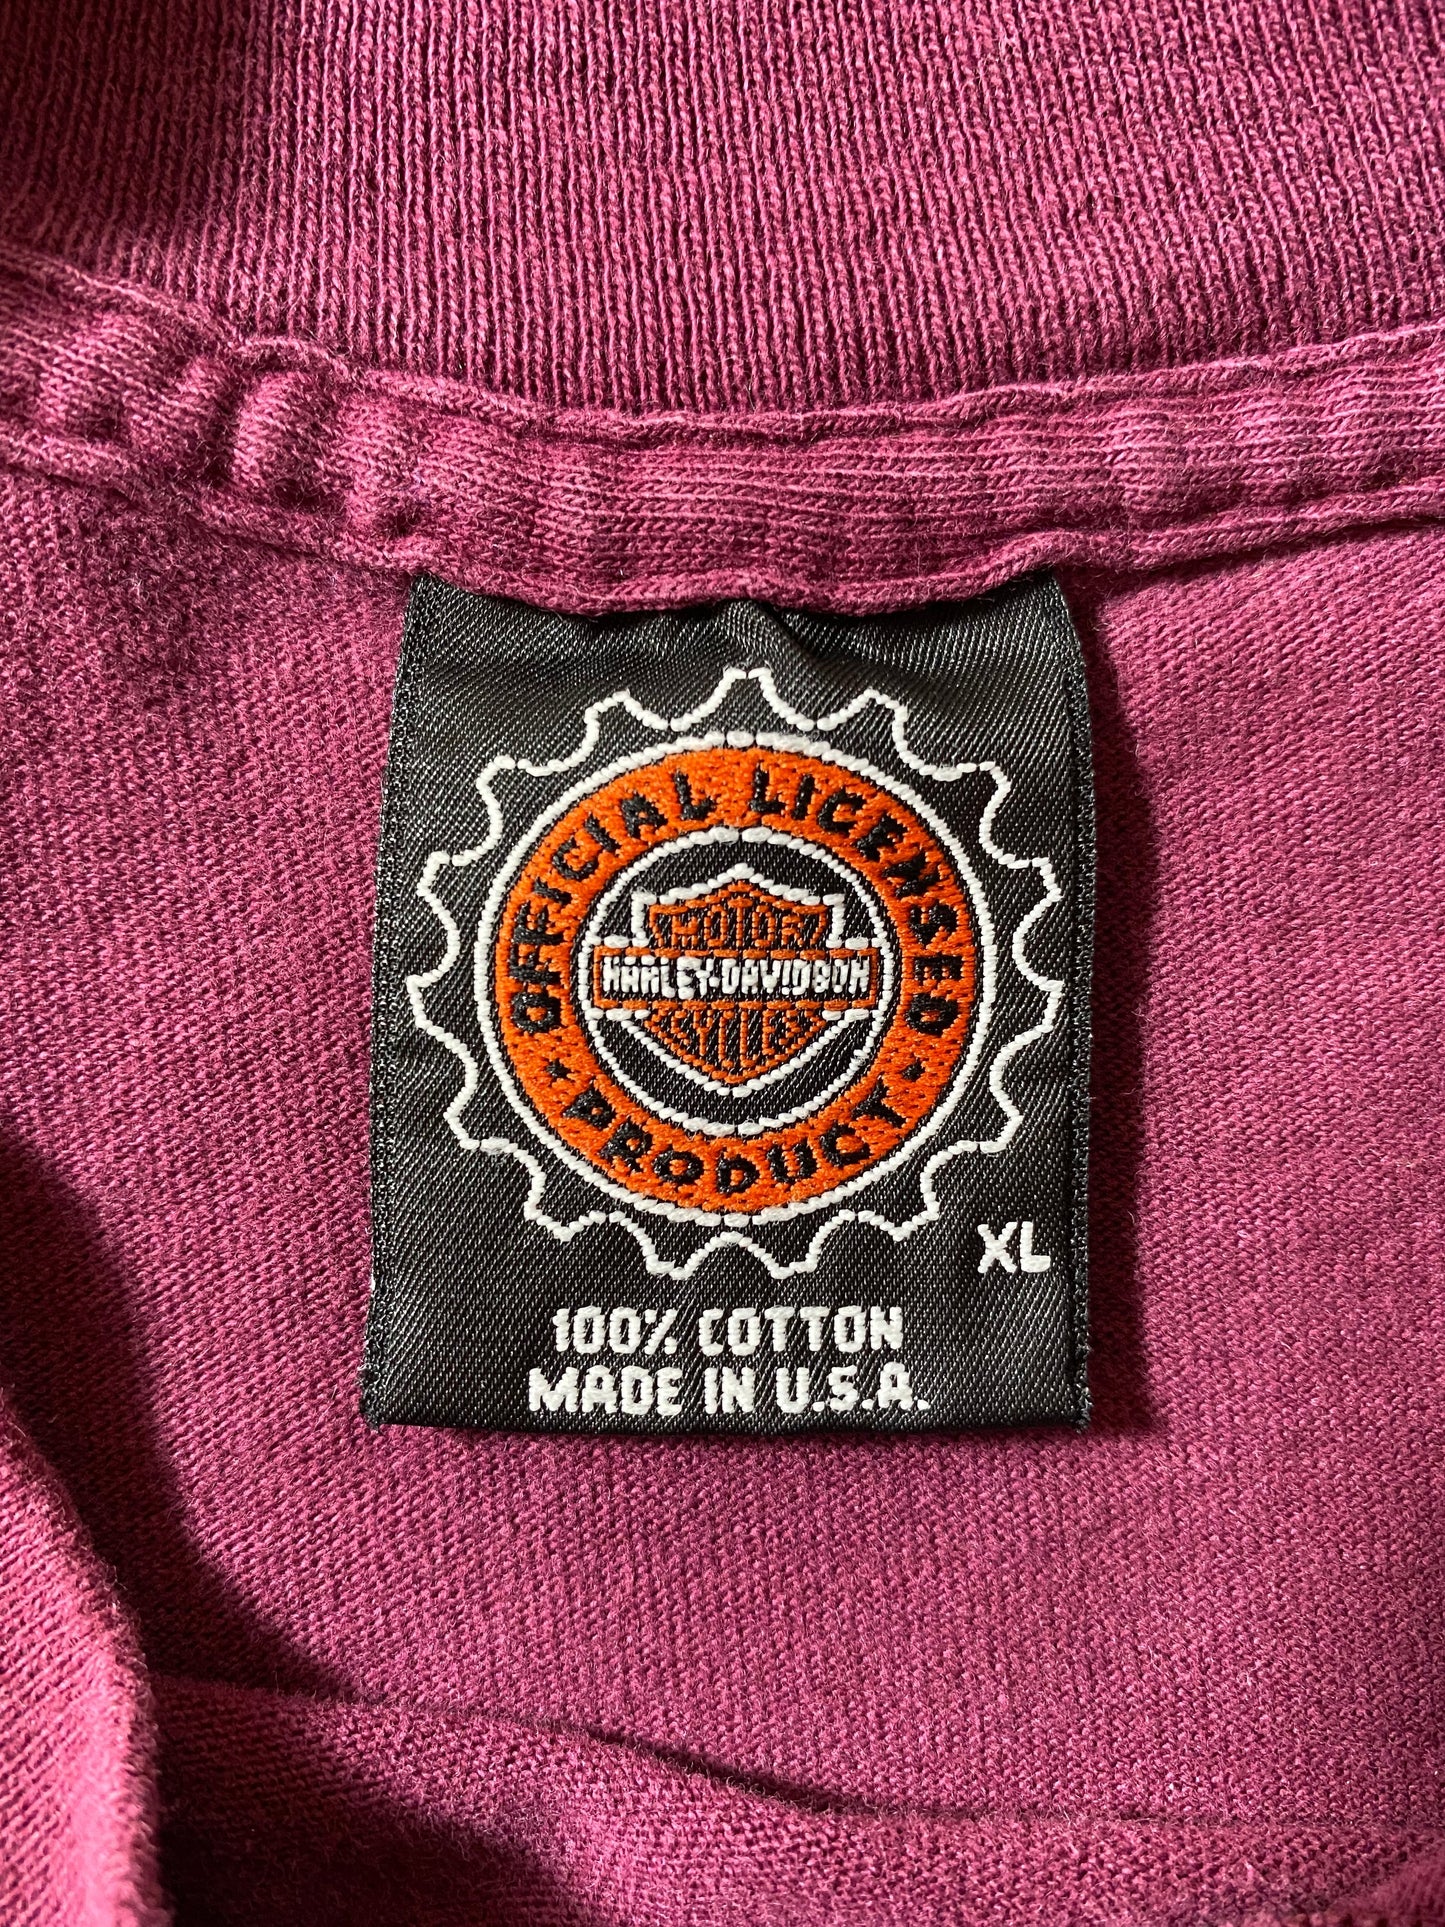 OFFICIAL LICENSED
MOTOR
HARLEY-DAVIDSON
CYCLES
• PRODUCT •
XL
100% COTTON
MADE IN U.S.A.